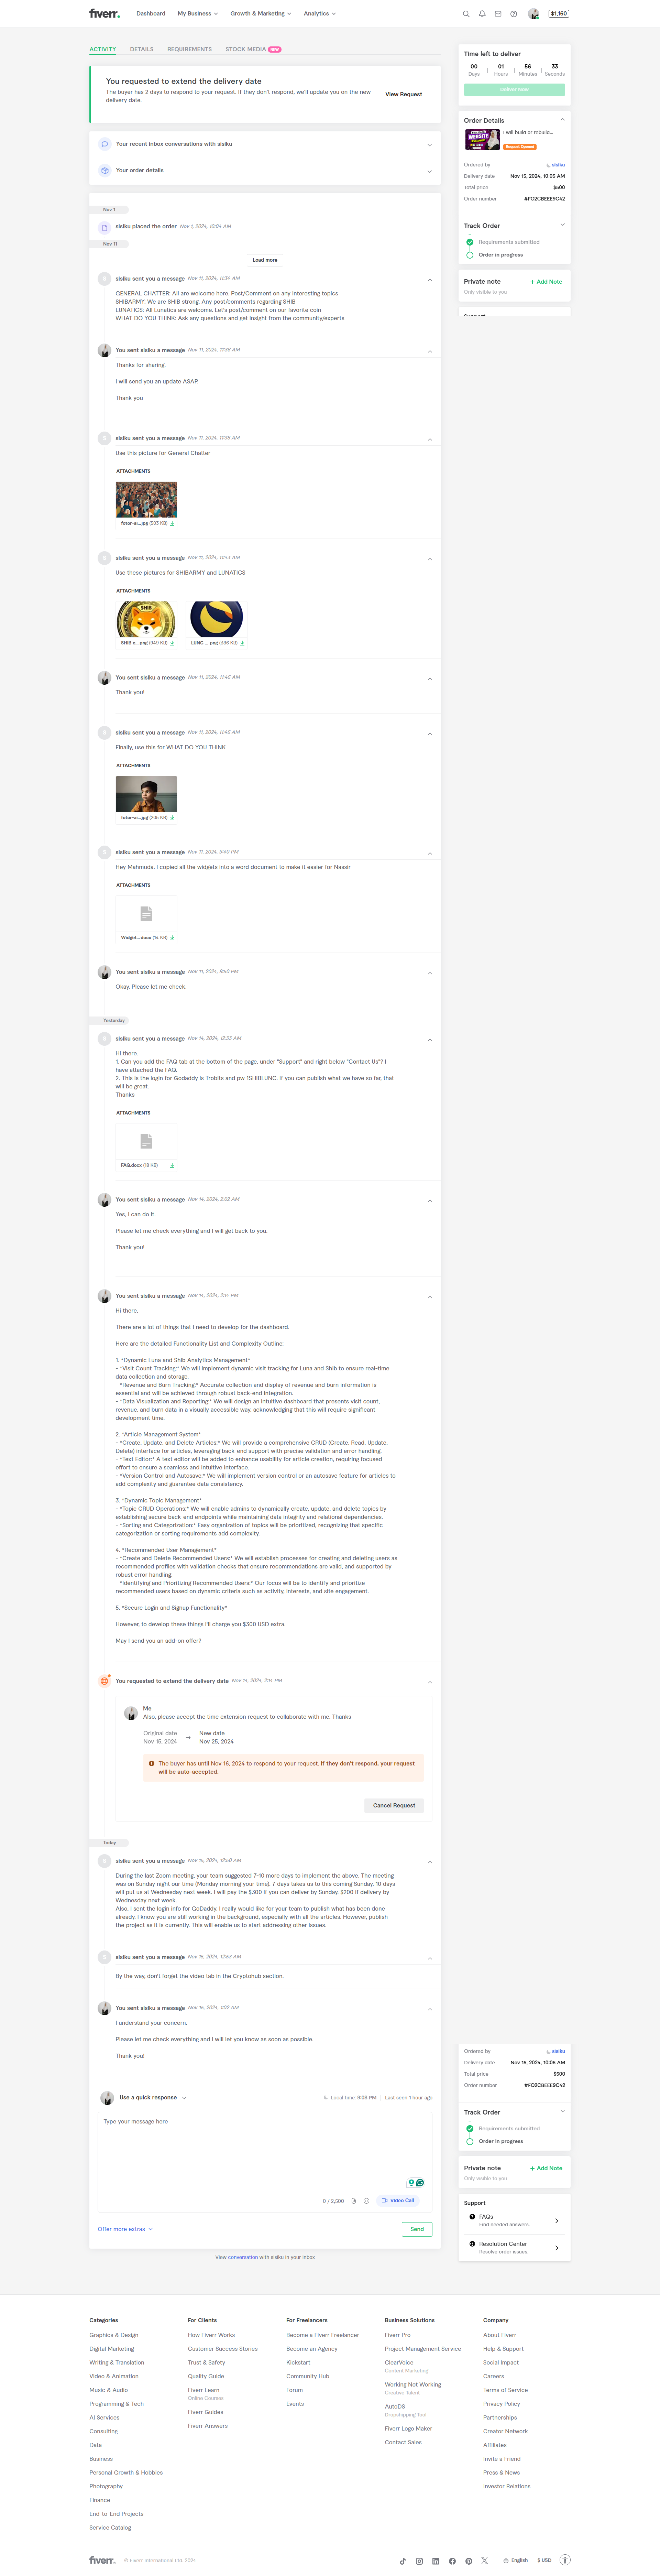 fiverr.
Dashboard
My Business
Growth & Marketing
Analytics
$1,160
ACTIVITY
DETAILS
REQUIREMENTS
STOCK MEDIA NEW
You requested to extend the delivery date
The buyer has 2 days to respond to your request. If they don't respond, we'll update you on the new
delivery date.
View Request
Your recent inbox conversations with sisiku
Your order details
Nov 1
sisiku placed the order Nov 1, 2024, 10:04 AM
Nov 11
Load more
sisiku sent you a message Nov 11, 2024, 11:34 AM
GENERAL CHATTER: All are welcome here. Post/Comment on any interesting topics
SHIBARMY: We are SHIB strong. Any post/comments regarding SHIB
LUNATICS: All Lunatics are welcome. Let's post/comment on our favorite coin
WHAT DO YOU THINK: Ask any questions and get insight from the community/experts
You sent sisiku a message Nov 11, 2024, 11:36 AM
Thanks for sharing.
I will send you an update ASAP.
Thank you
sisiku sent you a message Nov 11, 2024, 11:38 AM
Use this picture for General Chatter
ATTACHMENTS
fotor-ai...jpg (503 KB)
sisiku sent you a message Nov 11, 2024, 11:43 AM
Use these pictures for SHIBARMY and LUNATICS
ATTACHMENTS
SHIB c... png (949 KB)
LUNC ... png (386 KB)
You sent sisiku a message Nov 11, 2024, 11:44 AM
Thank you!
sisiku sent you a message Nov 11, 2024, 11:44 AM
Finally, use this for WHAT DO YOU THINK
ATTACHMENTS
fotor-ai...jpg (205 KB)
sisiku sent you a message Nov 11, 2024, 9:40 PM
Hey Mahmuda. I copied all the widgets into a word document to make it easier for Nassir
ATTACHMENTS
Widget...docx (14 KB)
You sent sisiku a message Nov 11, 2024, 9:50 PM
Okay. Please let me check.
Yesterday
sisiku sent you a message Nov 14, 2024, 12:33 AM
Hi there.
1. Can you add the FAQ tab at the bottom of the page, under "Support" and right below "Contact Us"? I
have attached the FAQ.
2. This is the login for Godaddy is Trobits and pw 1SHIBLUNC. If you can publish what we have so far, that
will be great.
Thanks
ATTACHMENTS
FAQ.docx (18 KB)
You sent sisiku a message Nov 14, 2024, 2:02 AM
Yes, I can do it.
Please let me check everything and I will get back to you.
Thank you!
You sent sisiku a message Nov 14, 2024, 2:14 PM
Hi there,
There are a lot of things that I need to develop for the dashboard.
Here are the detailed Functionality List and Complexity Outline:
1. *Dynamic Luna and Shib Analytics Management*
- *Visit Count Tracking:* We will implement dynamic visit tracking for Luna and Shib to ensure real-time
data collection and storage.
- *Revenue and Burn Tracking:* Accurate collection and display of revenue and burn information is
essential and will be achieved through robust back-end integration.
- *Data Visualization and Reporting:* We will design an intuitive dashboard that presents visit count,
revenue, and burn data in a visually accessible way, acknowledging that this will require significant
development time.
2. *Article Management System*
- *Create, Update, and Delete Articles:* We will provide a comprehensive CRUD (Create, Read, Update,
Delete) interface for articles, leveraging back-end support with precise validation and error handling.
- *Text Editor:* A text editor will be added to enhance usability for article creation, requiring focused
effort to ensure a seamless and intuitive interface.
- *Version Control and Autosave:* We will implement version control or an autosave feature for articles to
add complexity and guarantee data consistency.
3. *Dynamic Topic Management*
- *Topic CRUD Operations:* We will enable admins to dynamically create, update, and delete topics by
establishing secure back-end endpoints while maintaining data integrity and relational dependencies.
- *Sorting and Categorization:* Easy organization of topics will be prioritized, recognizing that specific
categorization or sorting requirements add complexity.
4. *Recommended User Management*
- *Create and Delete Recommended Users:* We will establish processes for creating and deleting users as
recommended profiles with validation checks that ensure recommendations are valid, and supported by
robust error handling.
- *Identifying and Prioritizing Recommended Users:* Our focus will be to identify and prioritize
recommended users based on dynamic criteria such as activity, interests, and site engagement.
5. *Secure Login and Signup Functionality*
However, to develop these things I'll charge you $300 USD extra.
May I send you an add-on offer?
You requested to extend the delivery date Nov 14, 2024, 2:14 PM
Me
Also, please accept the time extension request to collaborate with me. Thanks
Original date
Nov 15, 2024
New date
Nov 25, 2024
The buyer has until Nov 16, 2024 to respond to your request. If they don't respond, your request
will be auto-accepted.
Cancel Request
Today
sisiku sent you a message Nov 15, 2024, 12:50 AM
During the last Zoom meeting, your team suggested 7-10 more days to implement the above. The meeting
was on Sunday night our time (Monday morning your time). 7 days takes us to this coming Sunday. 10 days
will put us at Wednesday next week. I will pay the $300 if you can deliver by Sunday. $200 if delivery by
Wednesday next week.
Also, I sent the login info for GoDaddy. I really would like for your team to publish what has been done
already. I know you are still working in the background, especially with all the articles. However, publish
the project as it is currently. This will enable us to start addressing other issues.
sisiku sent you a message Nov 15, 2024, 12:53 AM
By the way, don't forget the video tab in the Cryptohub section.
You sent sisiku a message Nov 15, 2024, 1:02 AM
I understand your concern.
Please let me check everything and I will let you know as soon as possible.
Thank you!
Use a quick response
Local time: 9:08 PM
Last seen 1 hour ago
Type your message here
0 / 2,500
Video Call
Offer more extras
Send
View conversation with sisiku in your inbox
Time left to deliver
00 01 56 33
Days Hours Minutes Seconds
Deliver Now
Order Details
WEBSITE
I will build or rebuild...
Request Opened
Ordered by sisiku
Delivery date Nov 15, 2024, 10:05 AM
Total price $500
Order number #FO2CBEEE9C42
Track Order
Requirements submitted
Order in progress
Private note
+ Add Note
Only visible to you
Ordered by sisiku
Delivery date Nov 15, 2024, 10:05 AM
Total price $500
Order number #FO2CBEEE9C42
Track Order
Requirements submitted
Order in progress
Private note
+ Add Note
Only visible to you
Support
FAQs
Find needed answers.
Resolution Center
Resolve order issues.
Categories
Graphics & Design
Digital Marketing
Writing & Translation
Video & Animation
Music & Audio
Programming & Tech
AI Services
Consulting
Data
Business
Personal Growth & Hobbies
Photography
Finance
End-to-End Projects
Service Catalog
For Clients
How Fiverr Works
Customer Success Stories
Trust & Safety
Quality Guide
Fiverr Learn
Online Courses
Fiverr Guides
Fiverr Answers
For Freelancers
Become a Fiverr Freelancer
Become an Agency
Kickstart
Community Hub
Forum
Events
Business Solutions
Fiverr Pro
Project Management Service
ClearVoice
Content Marketing
Working Not Working
Creative Talent
AutoDS
Dropshipping Tool
Fiverr Logo Maker
Contact Sales
Company
About Fiverr
Help & Support
Social Impact
Careers
Terms of Service
Privacy Policy
Partnerships
Creator Network
Affiliates
Invite a Friend
Press & News
Investor Relations
fiverr.
© Fiverr International Ltd. 2024
English
$ USD